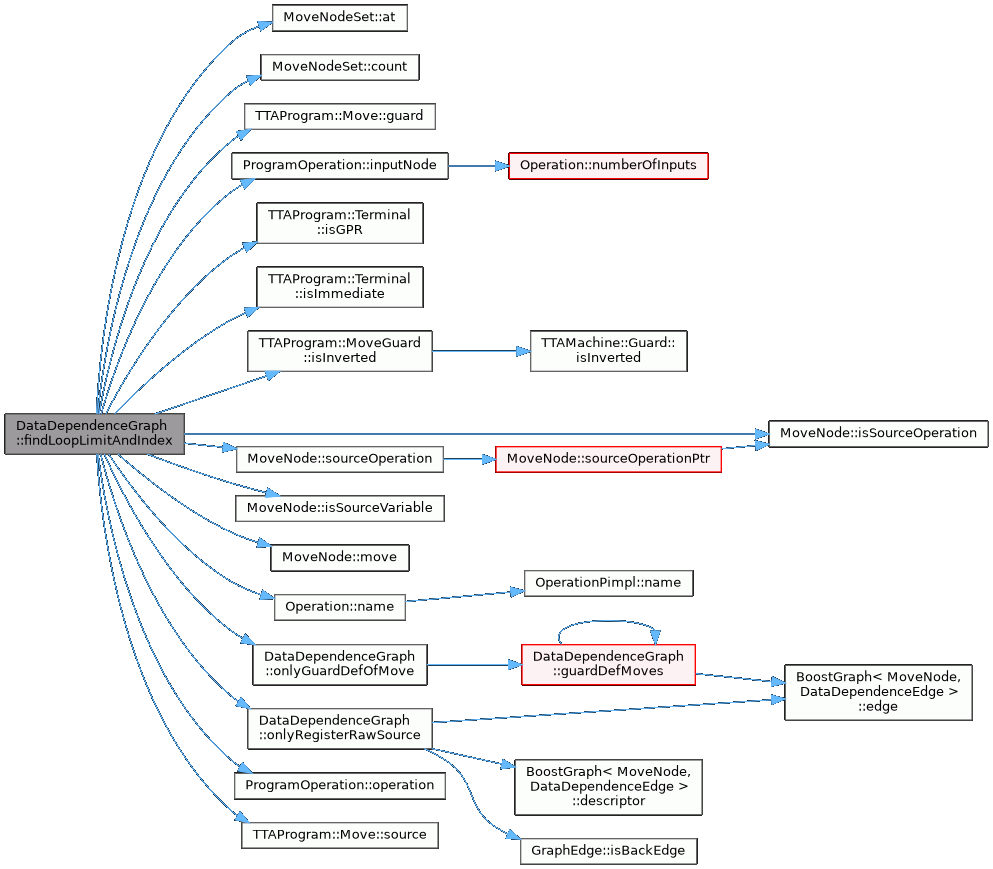 MoveNodeSet::at
MoveNodeSet::count
TTAProgram::Move::guard
ProgramOperation::inputNode
Operation::numberOfInputs
TTAProgram::Terminal
::isGPR
TTAProgram::Terminal
::isImmediate
TTAProgram::MoveGuard
::isInverted
TTAMachine::Guard::
isInverted
DataDependenceGraph
::findLoopLimitAndIndex
MoveNode::isSourceOperation
MoveNode::sourceOperation
MoveNode::sourceOperationPtr
MoveNode::isSourceVariable
MoveNode::move
Operation::name
OperationPimpl::name
DataDependenceGraph
::onlyGuardDefOfMove
DataDependenceGraph
::guardDefMoves
BoostGraph< MoveNode,
DataDependenceEdge >
::edge
DataDependenceGraph
::onlyRegisterRawSource
BoostGraph< MoveNode,
DataDependenceEdge >
::descriptor
ProgramOperation::operation
TTAProgram::Move::source
GraphEdge::isBackEdge